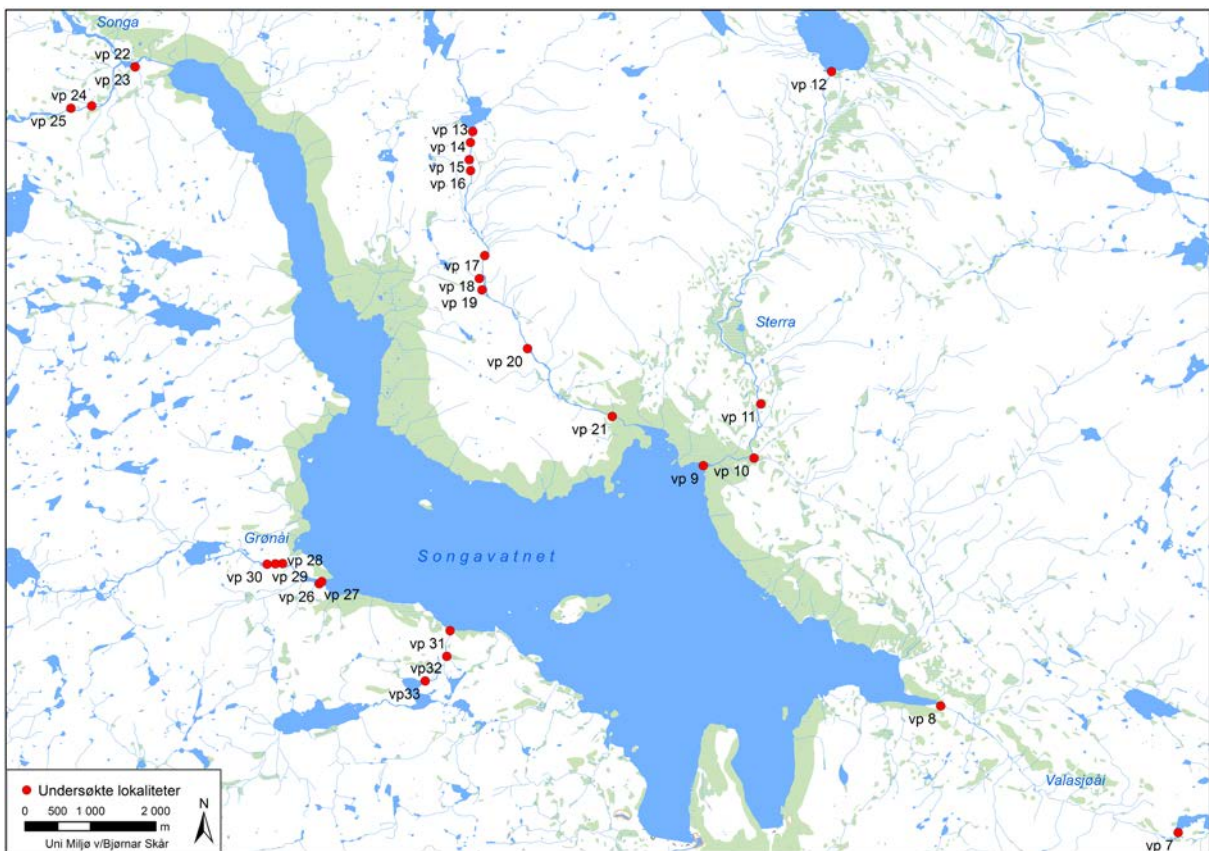 Songa
vp 22
vp 23
vp 24
vp 25
vp 12
vp 13
vp 14
vp 15
vp 16
vp 17
vp 18
vp 19
vp 20
Sterra
vp 11
vp 21
vp 10
vp 9
Grønåi
Songavatnet
vp 28
vp 30
vp 29
vp 27
vp 26
vp 31
vp32
vp33
vp 8
Valasjøåi
vp 7
Undersøkte lokaliteter
0 500 1 000 2 000
m
N
Uni Miljø v/Bjørnar Skår